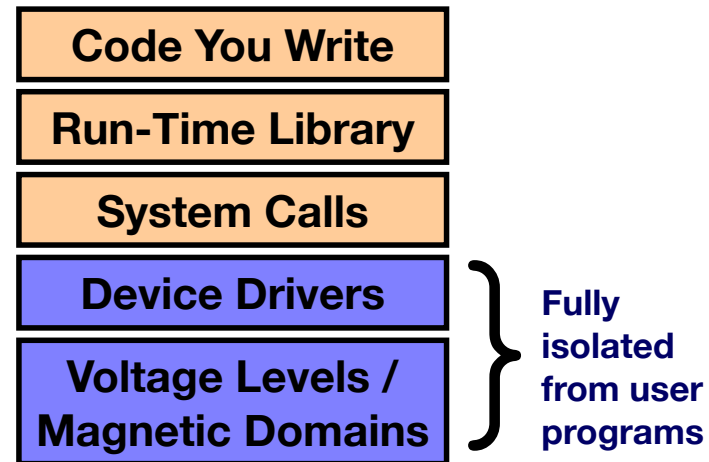 Code You Write
Run-Time Library
System Calls
Device Drivers
Voltage Levels /
Magnetic Domains
Fully
isolated
from user
programs